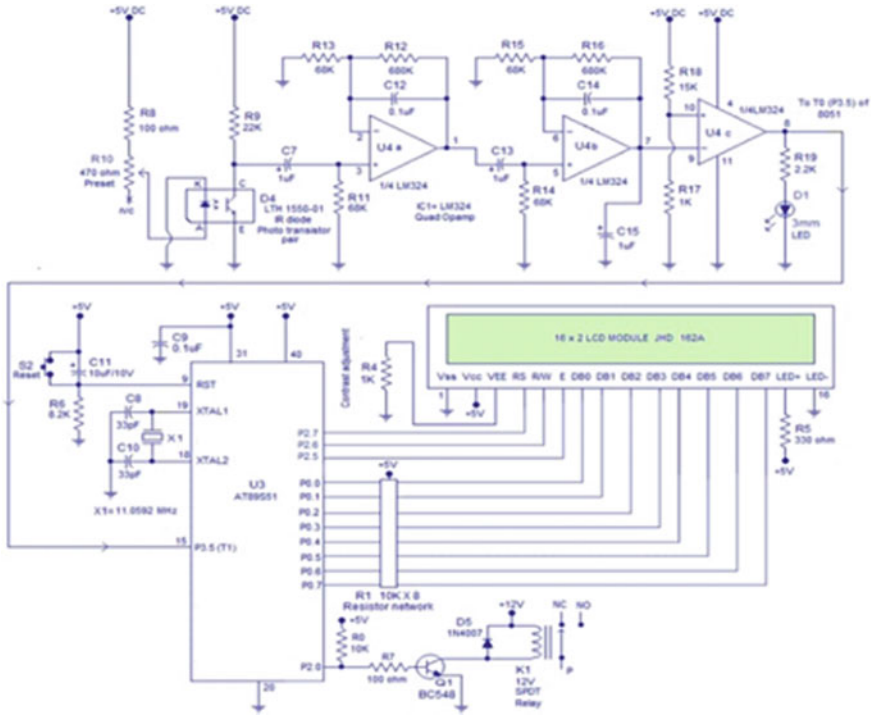 +5V DC
+5V DC
+5V DC
+5V DC
R13
68K
R12
680K
C12
0.1uF
R15
68K
R16
680K
C14
0.1uF
R18
15K
R8
100 ohm
R9
22K
R10
470 ohm
Preset
n/c
K
A
C
E
D4
LTH 1550-01
IR diode
Photo transistor
pair
C7
1uF
R11
68K
2
3
1
U4 a
1/4 LM324
IC1= LM324
Quad Opamp
C13
1uF
R14
68K
6
5
7
U4b
1/4 LM324
C15
1uF
R17
1K
10
9
4
11
8
U4 c
1/4LM324
To T0 (P3.5) of
8051
R19
2.2K
D1
3mm
LED
+5V
S2
Reset
C11
10uF/10V
R6
8.2K
C9
0.1uF
+5V
+5V
31
40
9
RST
C8
33pF
19
XTAL1
X1
C10
33pF
18
XTAL2
X1= 11.0592 MHz
U3
AT89S51
15
P3.5 (T1)
20
P2.7
P2.6
P2.5
P0.0
P0.1
P0.2
P0.3
P0.4
P0.5
P0.6
P0.7
P2.0
Contrast adjustment
R4
1K
16 x 2 LCD MODULE JHD 162A
Vss Vcc VEE RS R/W E DB0 DB1 DB2 DB3 DB4 DB5 DB6 DB7 LED+ LED-
1
16
+5V
R5
330 ohm
+5V
+5V
R1 10K X 8
Resistor network
+5V
R0
10K
R7
100 ohm
Q1
BC548
D5
1N4007
+12V
K1
12V
SPDT
Relay
NC
NO
P